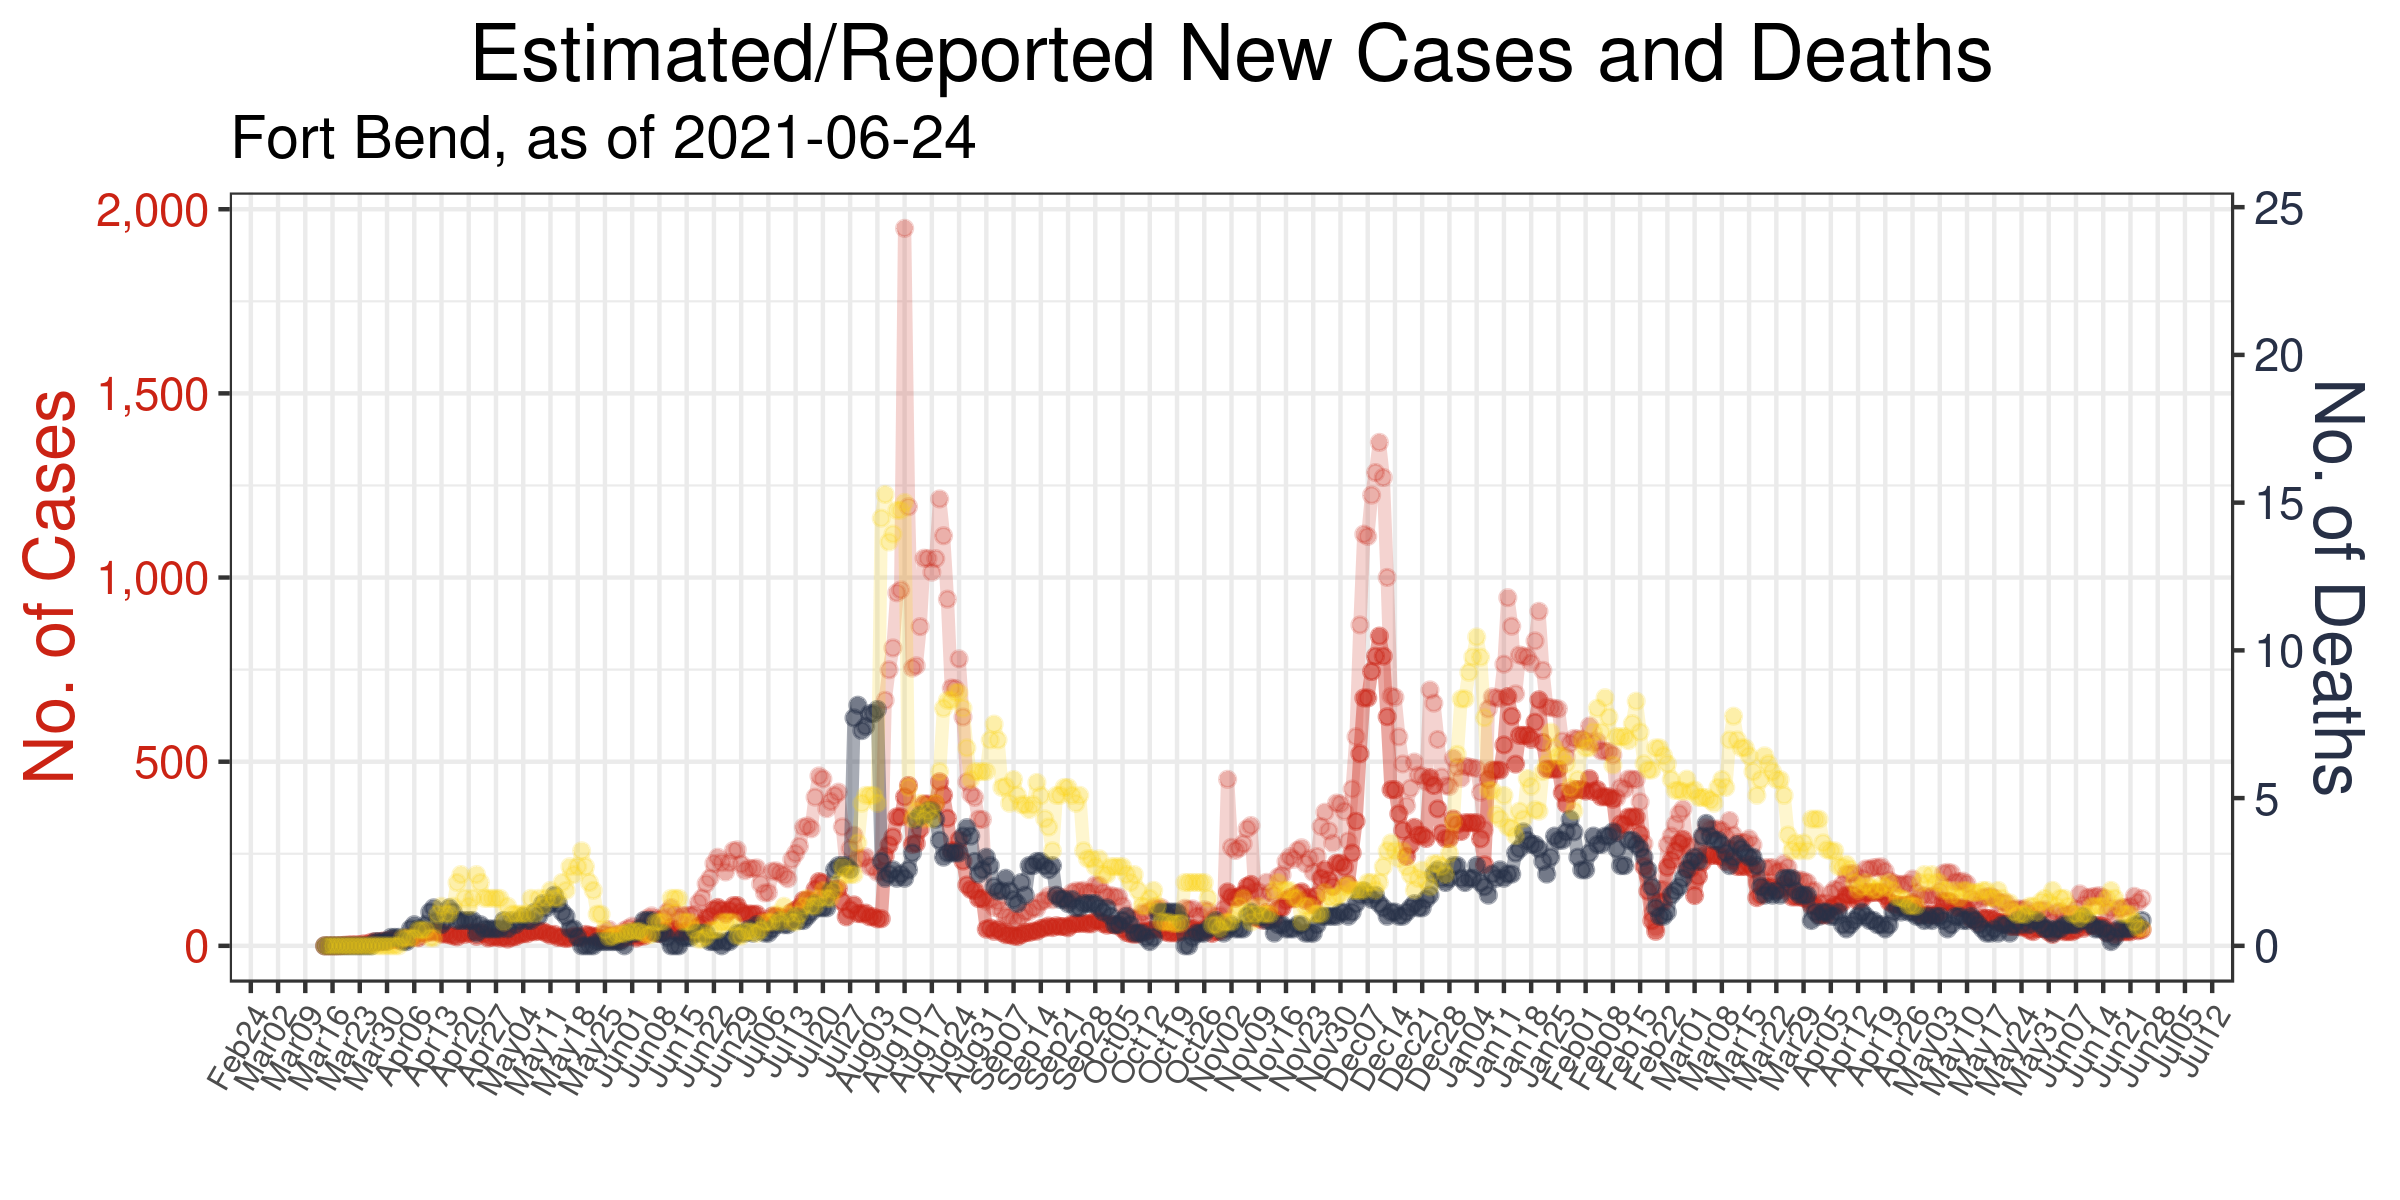 Estimated/Reported New Cases and Deaths
Fort Bend, as of 2021-06-24
No. of Cases
2,000
1,500
1,000
500
0
25
20
15
10
5
0
No. of Deaths
Feb24
Mar02
Mar09
Mar16
Mar23
Mar30
Apr06
Apr13
Apr20
Apr27
May04
May11
May18
May25
Jun01
Jun08
Jun15
Jun22
Jun29
Jul06
Jul13
Jul20
Jul27
Aug03
Aug10
Aug17
Aug24
Aug31
Sep07
Sep14
Sep21
Sep28
Oct05
Oct12
Oct19
Oct26
Nov02
Nov09
Nov16
Nov23
Nov30
Dec07
Dec14
Dec21
Dec28
Jan04
Jan11
Jan18
Jan25
Feb01
Feb08
Feb15
Feb22
Mar01
Mar08
Mar15
Mar22
Mar29
Apr05
Apr12
Apr19
Apr26
May03
May10
May17
May24
May31
Jun07
Jun14
Jun21
Jun28
Jul05
Jul12